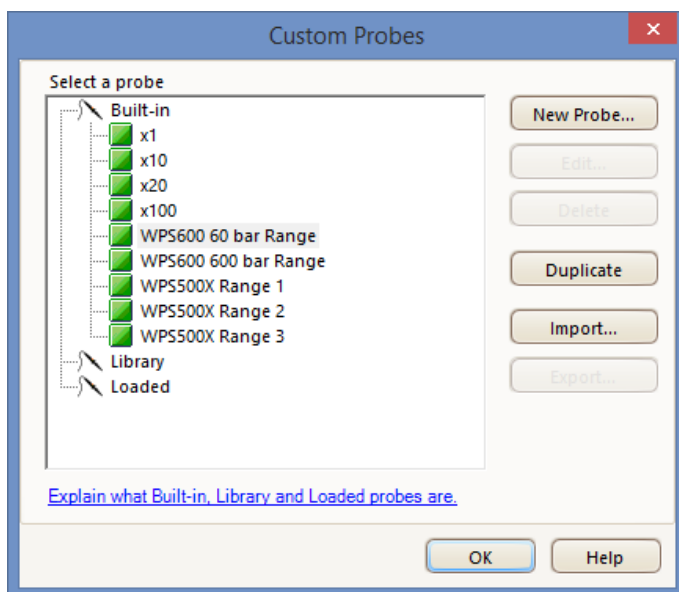 Custom Probes
Select a probe
Built-in
x1
x10
x20
x100
WPS600 60 bar Range
WPS600 600 bar Range
WPS500X Range 1
WPS500X Range 2
WPS500X Range 3
Library
Loaded
New Probe...
Edit...
Delete
Duplicate
Import...
Export...
Explain what Built-in, Library and Loaded probes are.
OK
Help